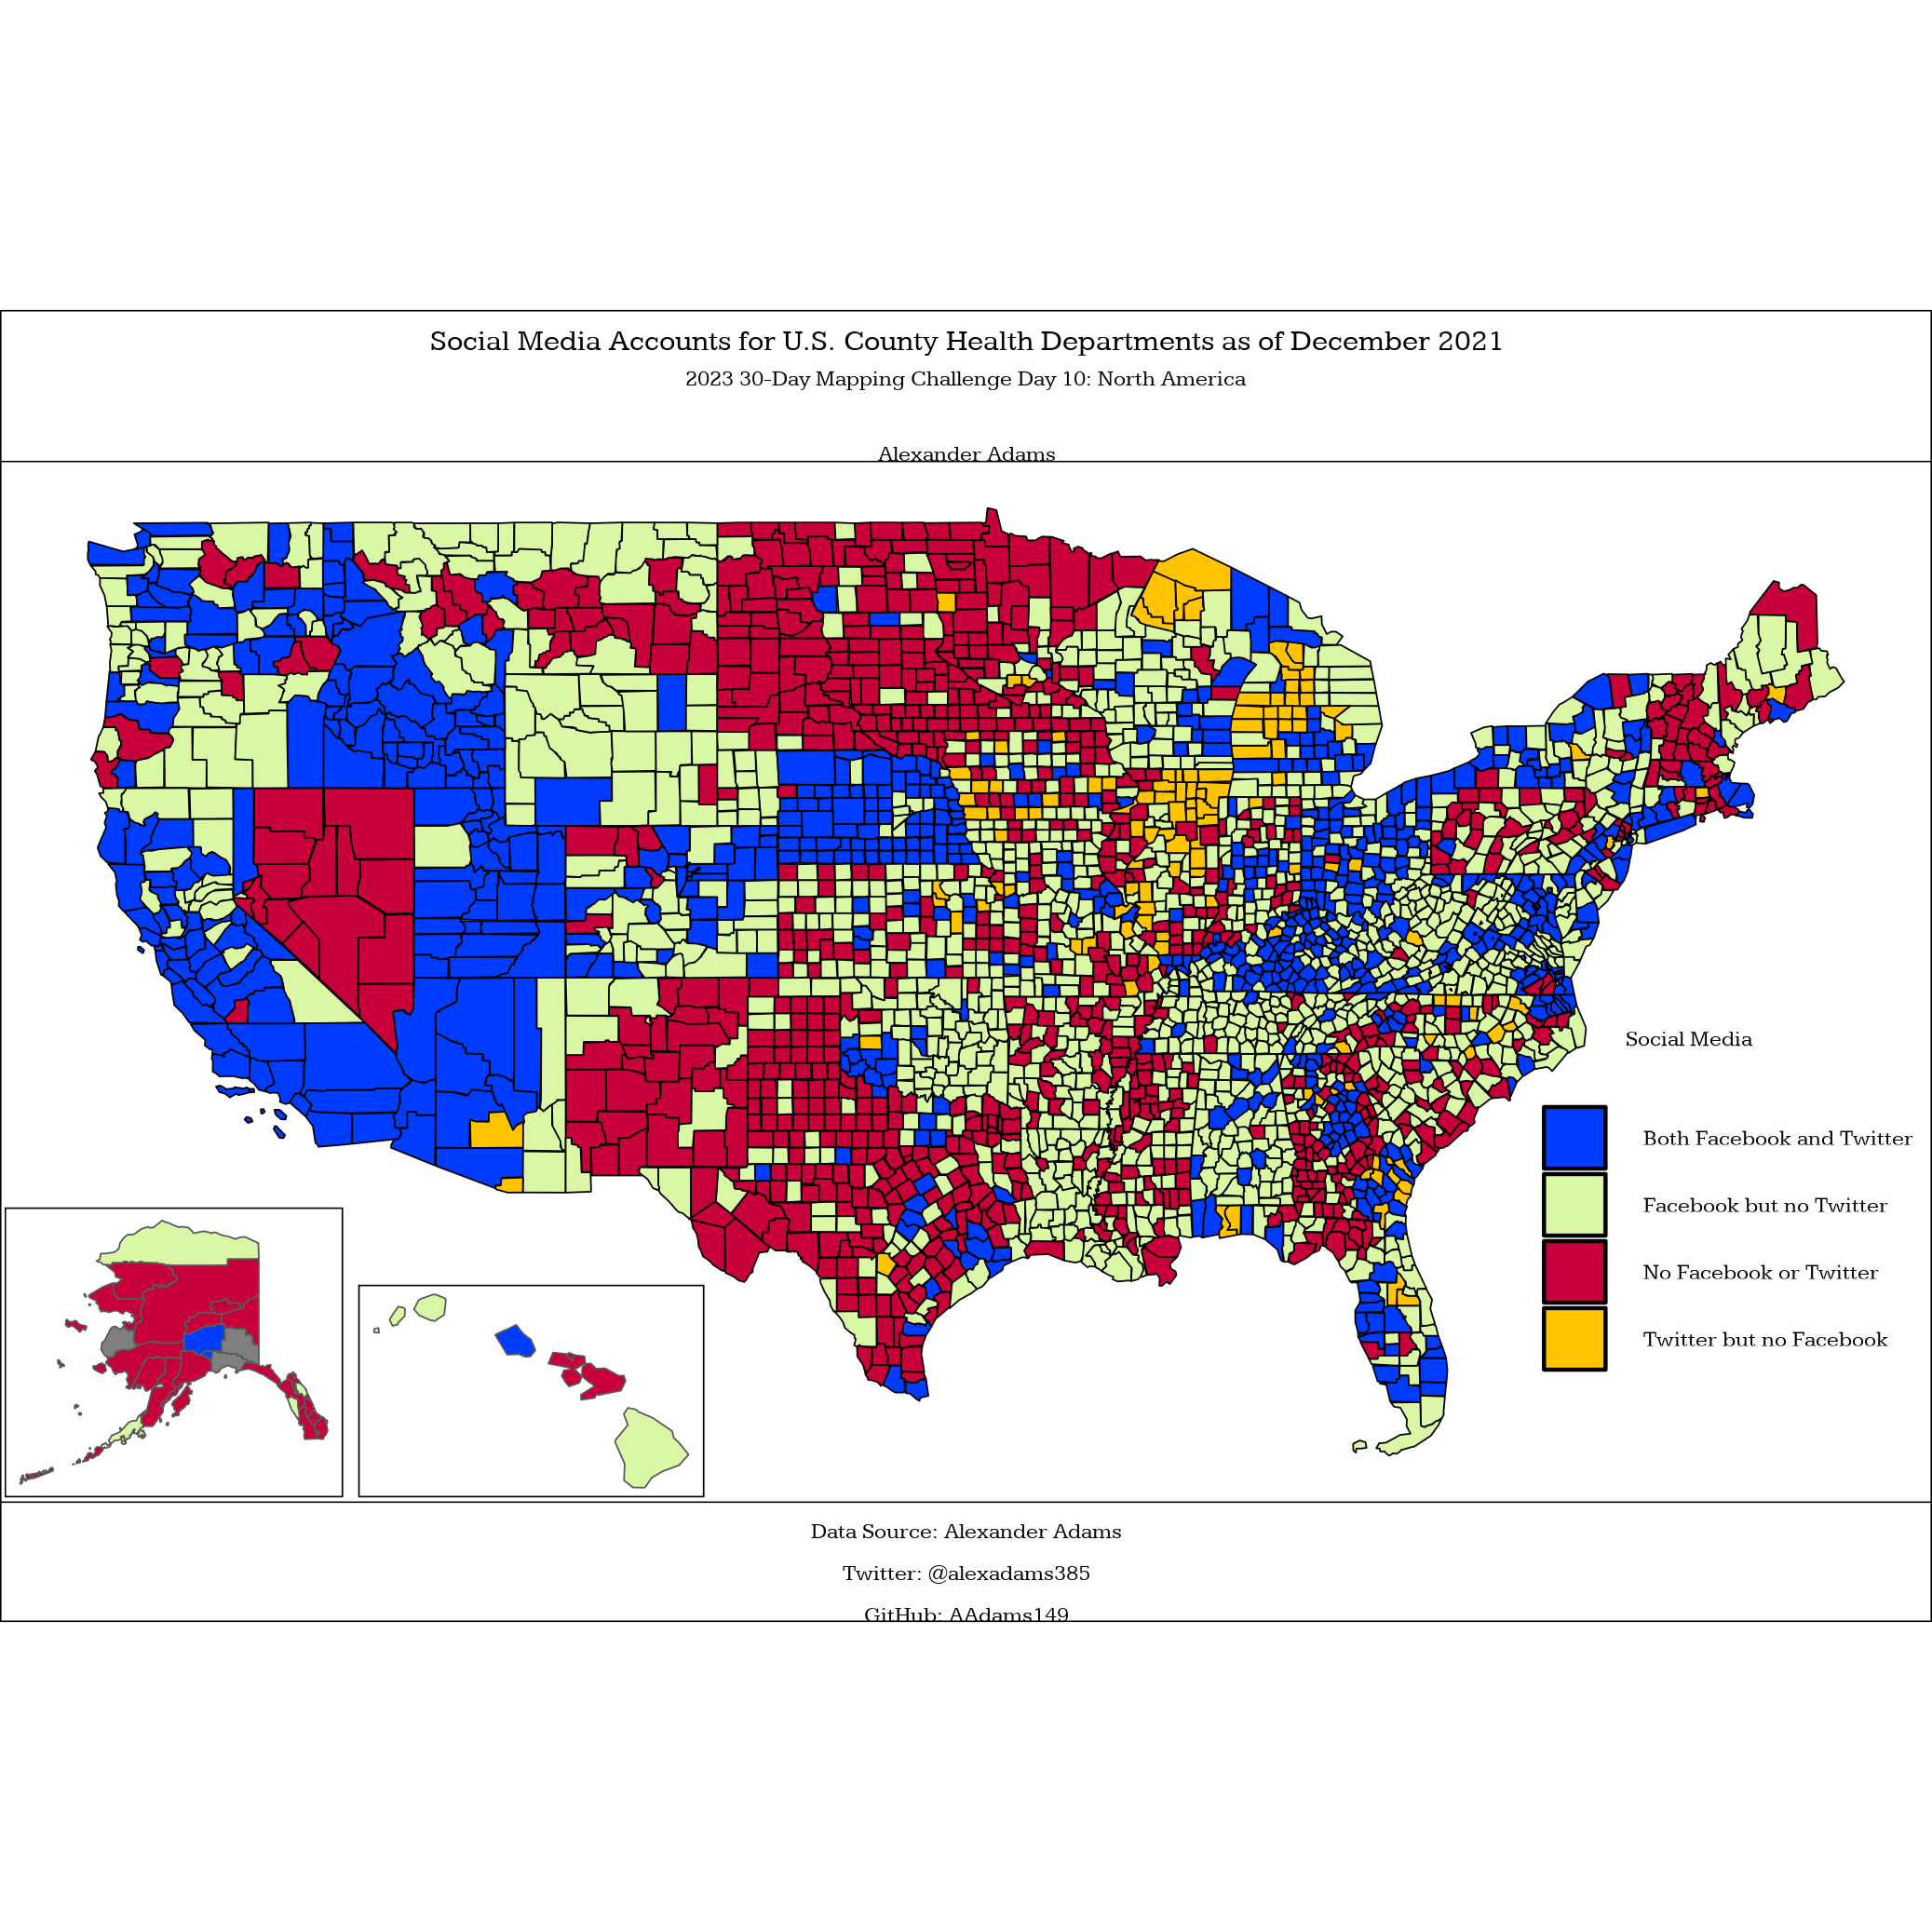 Social Media Accounts for U.S. County Health Departments as of December 2021
2023 30-Day Mapping Challenge Day 10: North America
Alexander Adams
Social Media
Both Facebook and Twitter
Facebook but no Twitter
No Facebook or Twitter
Twitter but no Facebook
Data Source: Alexander Adams
Twitter: @alexadams385
GitHub: AAdams149